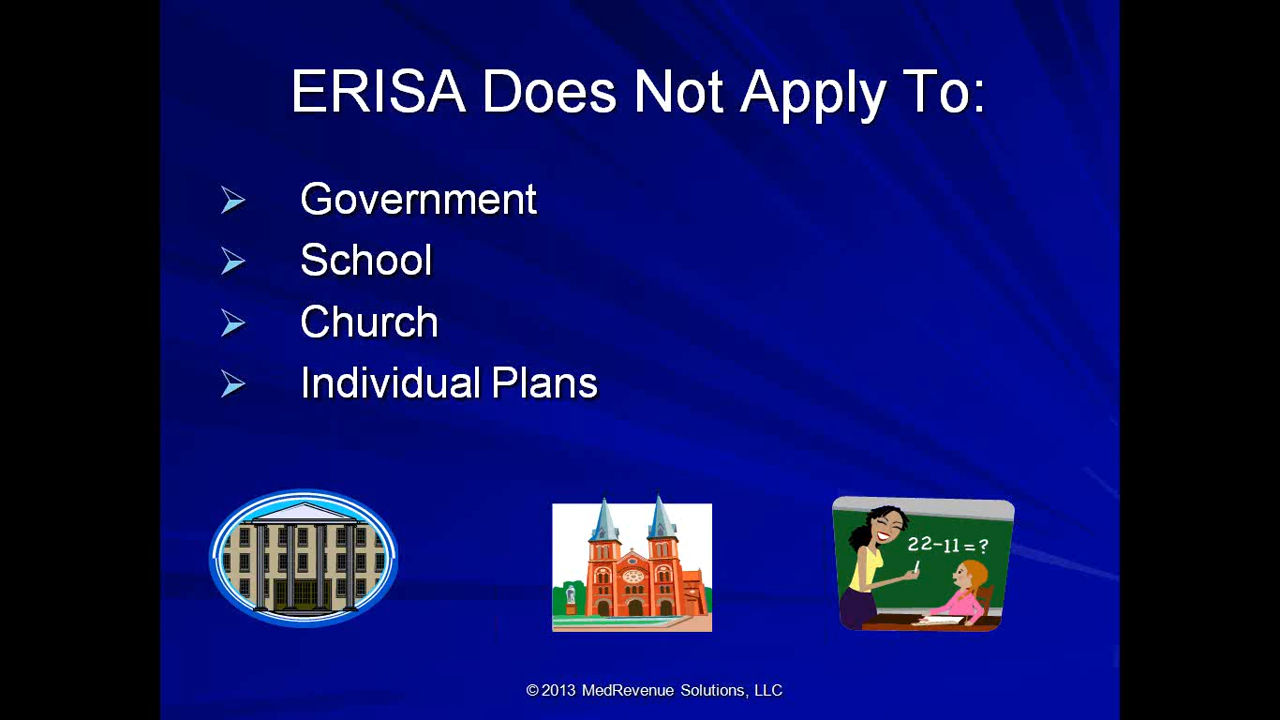 ERISA Does Not Apply To:
Government
School
Church
Individual Plans
22-11=?
© 2013 MedRevenue Solutions, LLC